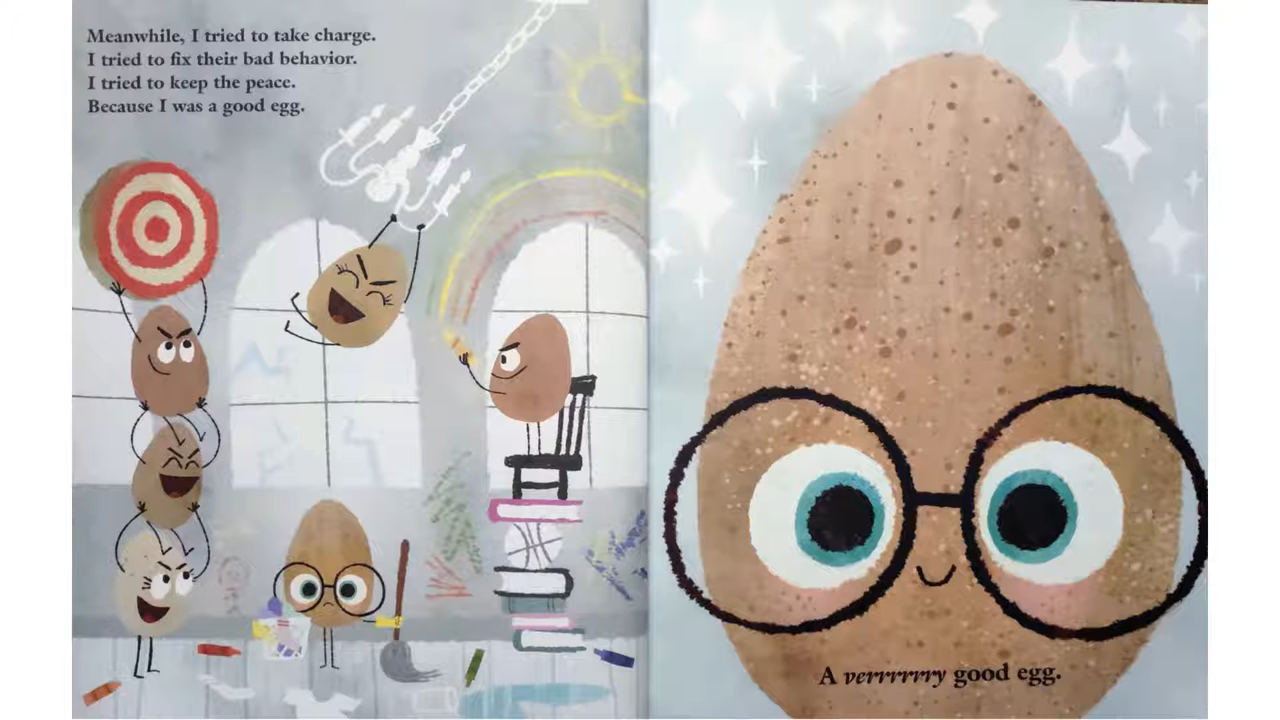 Meanwhile, I tried to take charge.
I tried to fix their bad behavior.
I tried to keep the peace.
Because I was a good egg.
A verrrrrry good egg.